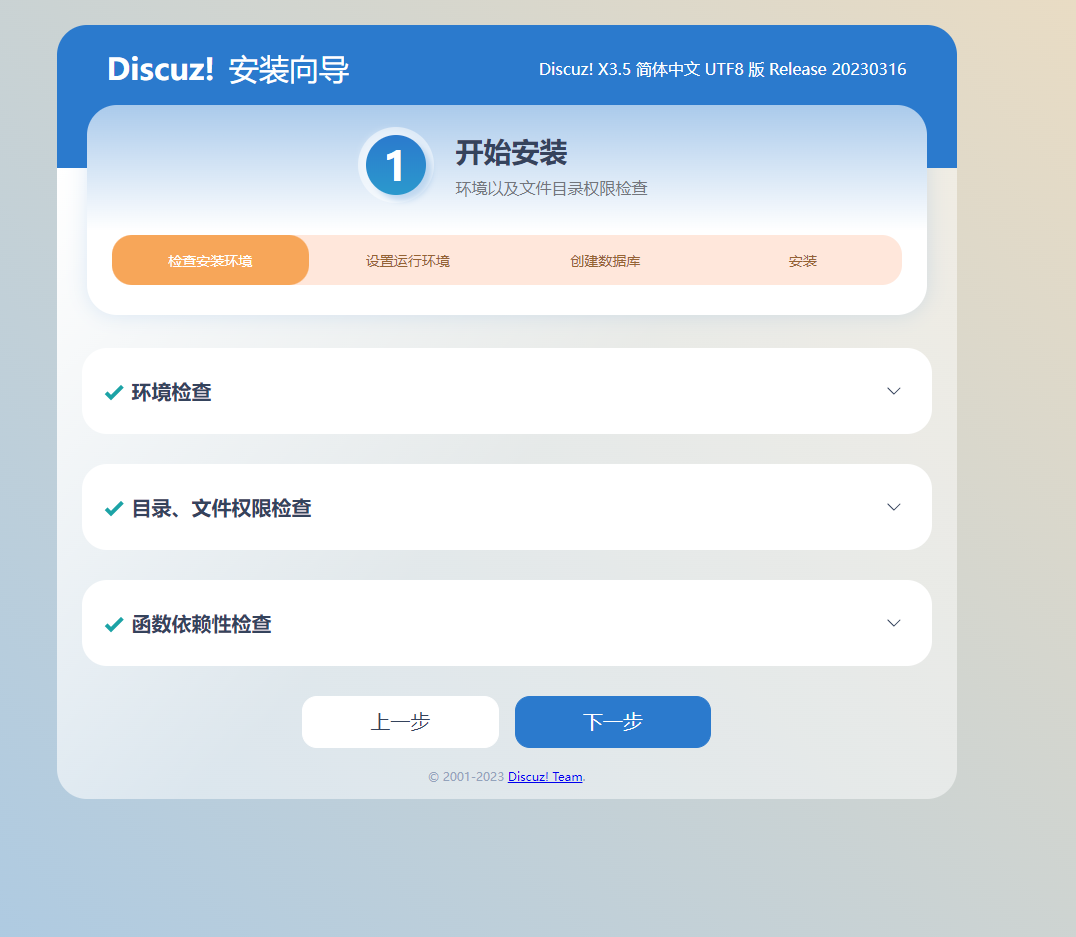 Discuz! 安装向导
Discuz! X3.5 简体中文 UTF8 版 Release 20230316
1
开始安装
环境以及文件目录权限检查
检查安装环境
设置运行环境
创建数据库
安装
环境检查
目录、文件权限检查
函数依赖性检查
上一步
下一步
© 2001-2023 Discuz! Team.